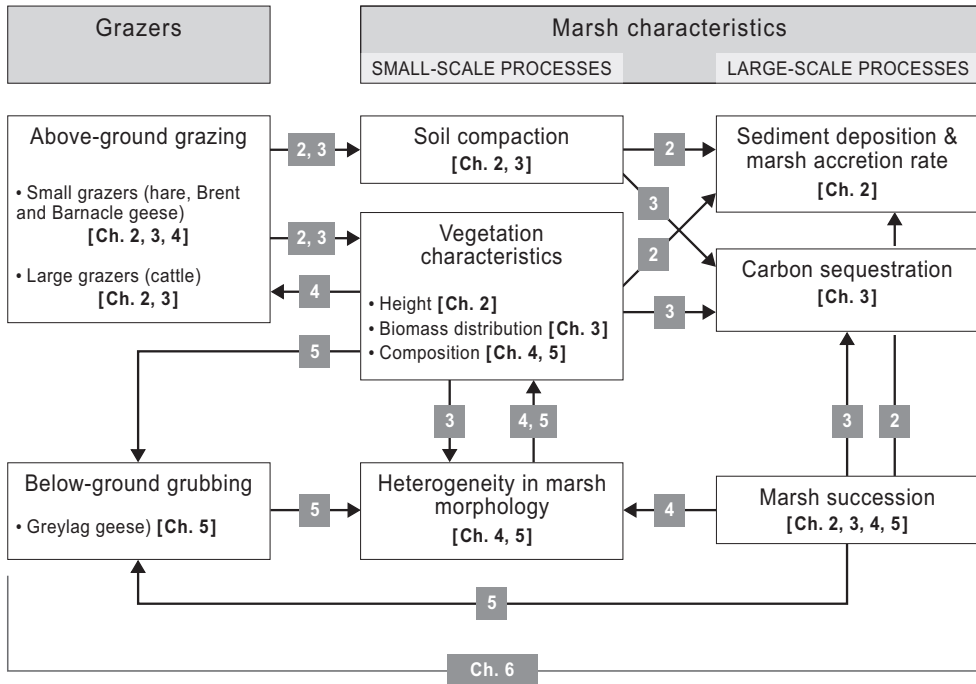 Grazers
Marsh characteristics
SMALL-SCALE PROCESSES
LARGE-SCALE PROCESSES
Above-ground grazing
• Small grazers (hare, Brent
and Barnacle geese)
[Ch. 2, 3, 4]
• Large grazers (cattle)
[Ch. 2, 3]
2, 3
2, 3
4
5
Soil compaction
[Ch. 2, 3]
Vegetation
characteristics
• Height [Ch. 2]
• Biomass distribution [Ch. 3]
• Composition [Ch. 4, 5]
2
3
2
3
Sediment deposition &
marsh accretion rate
[Ch. 2]
Carbon sequestration
[Ch. 3]
3
4, 5
3
2
Below-ground grubbing
• Greylag geese) [Ch. 5]
5
Heterogeneity in marsh
morphology
[Ch. 4, 5]
4
Marsh succession
[Ch. 2, 3, 4, 5]
5
Ch. 6